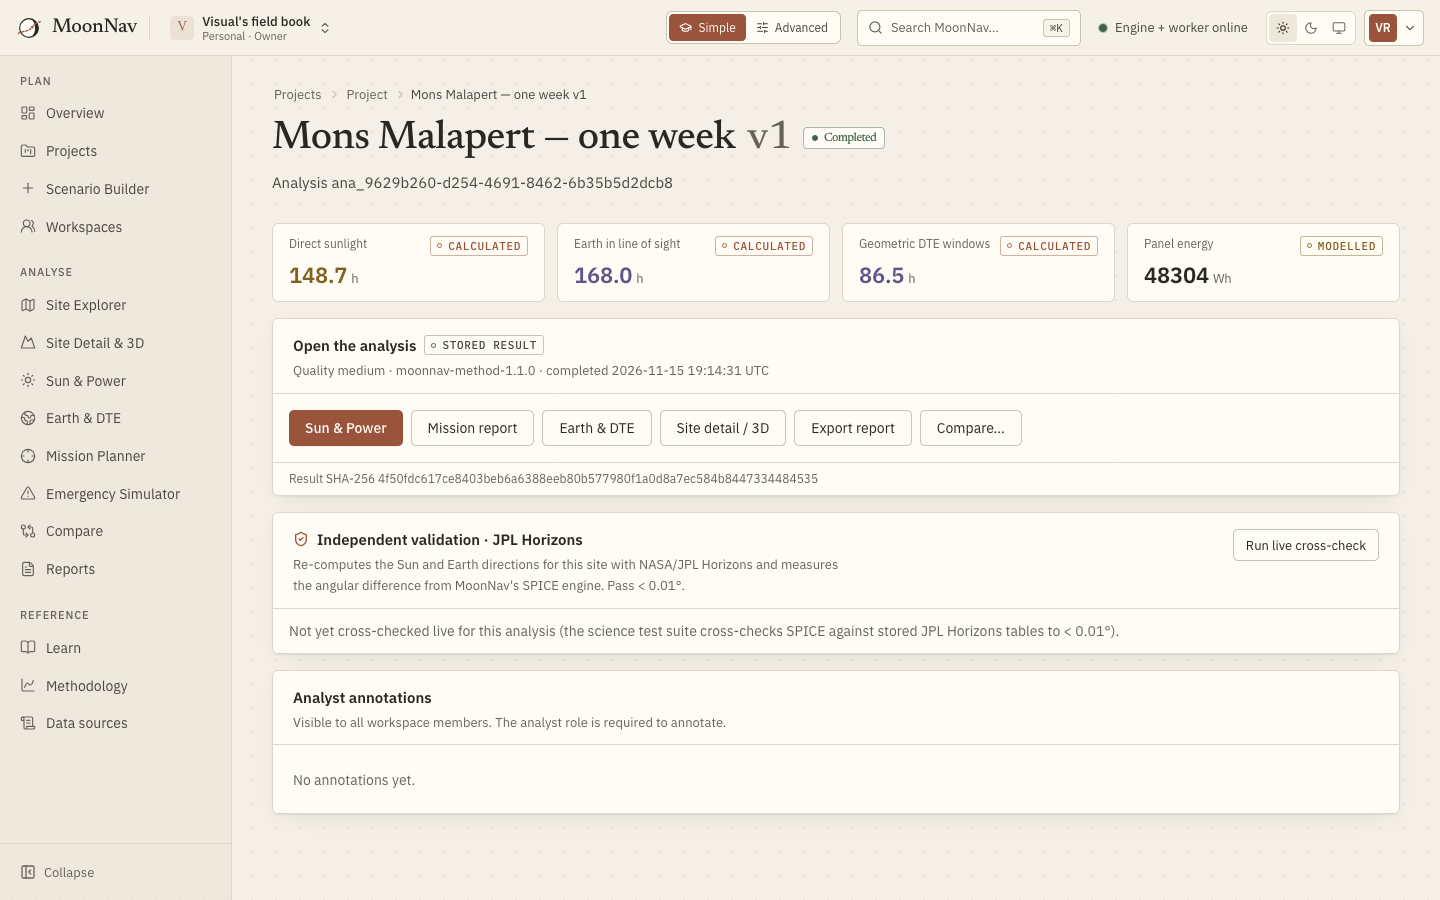 MoonNav
V
Visual's field book
Personal · Owner
Simple
Advanced
Search MoonNav...
⌘K
Engine + worker online
VR
PLAN
Overview
Projects
Scenario Builder
Workspaces
ANALYSE
Site Explorer
Site Detail & 3D
Sun & Power
Earth & DTE
Mission Planner
Emergency Simulator
Compare
Reports
REFERENCE
Learn
Methodology
Data sources
Collapse
Projects > Project > Mons Malapert — one week v1
Mons Malapert — one week v1
Completed
Analysis ana_9629b260-d254-4691-8462-6b35b5d2dcb8
Direct sunlight
CALCULATED
148.7 h
Earth in line of sight
CALCULATED
168.0 h
Geometric DTE windows
CALCULATED
86.5 h
Panel energy
MODELLED
48304 Wh
Open the analysis
STORED RESULT
Quality medium · moonnav-method-1.1.0 · completed 2026-11-15 19:14:31 UTC
Sun & Power
Mission report
Earth & DTE
Site detail / 3D
Export report
Compare...
Result SHA-256 4f50fdc617ce8403beb6a6388eeb80b577980f1a0d8a7ec584b8447334484535
Independent validation · JPL Horizons
Run live cross-check
Re-computes the Sun and Earth directions for this site with NASA/JPL Horizons and measures
the angular difference from MoonNav's SPICE engine. Pass < 0.01°.
Not yet cross-checked live for this analysis (the science test suite cross-checks SPICE against stored JPL Horizons tables to < 0.01°).
Analyst annotations
Visible to all workspace members. The analyst role is required to annotate.
No annotations yet.